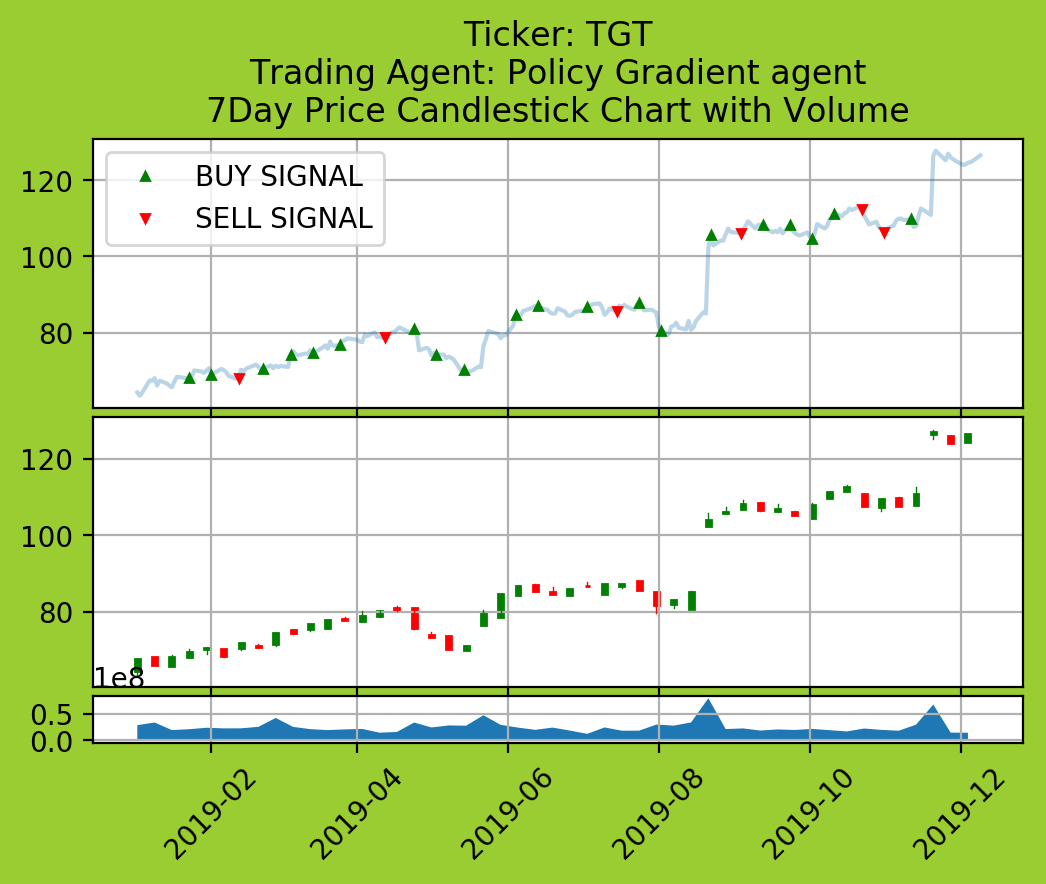 Ticker: TGT
Trading Agent: Policy Gradient agent
7Day Price Candlestick Chart with Volume
BUY SIGNAL
SELL SIGNAL
120
100
80
120
100
80
1e8
0.5
0.0
2019-02
2019-04
2019-06
2019-08
2019-10
2019-12